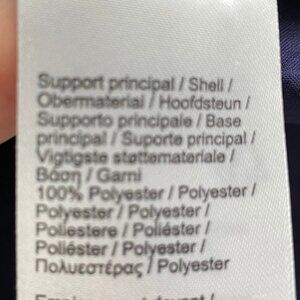 Support principal / Shell /
Obermaterial / Hoofdsteun /
Supporto principale / Base
principal / Suporte principal /
Vigtigste støttemateriale /
Βάση / Garni
100% Polyester / Polyester /
Polyester / Polyester /
Poliestere / Poliéster /
Poliéster / Polyester /
Πολυεστέρας / Polyester